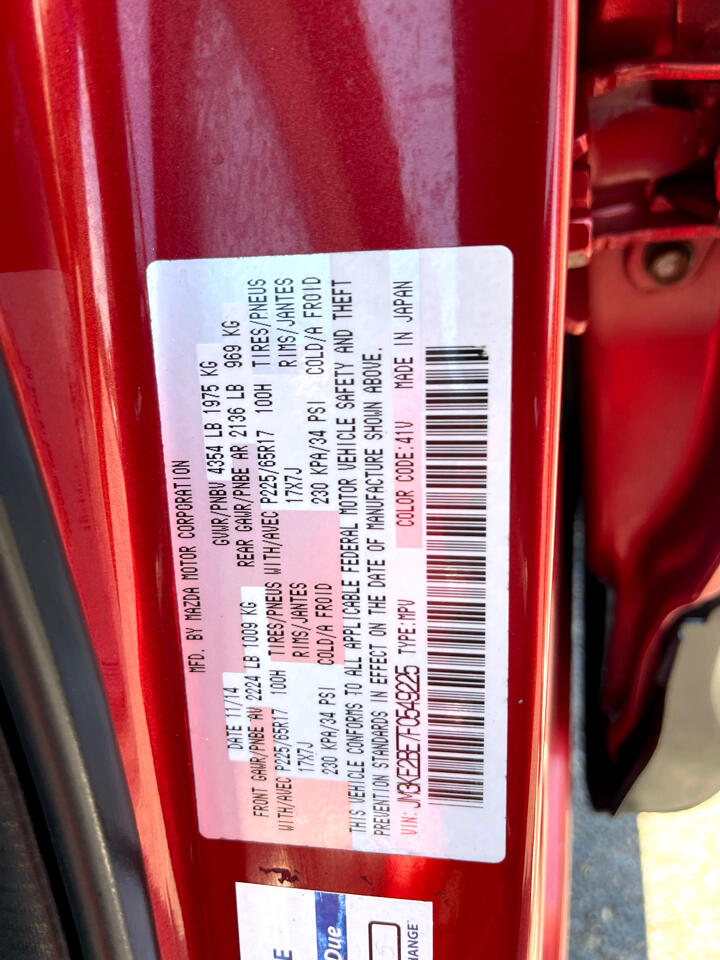 MFD. BY MAZDA MOTOR CORPORATION
DATE 11/14 GVWR/PNBV 4354 LB 1975 KG
FRONT GAWR/PNBE AV 2224 LB 1009 KG REAR GAWR/PNBE AR 2136 LB 969 KG
WITH/AVEC P225/65R17 100H TIRES/PNEUS WITH/AVEC P225/65R17 100H TIRES/PNEUS
17X7J RIMS/JANTES 17X7J RIMS/JANTES
230 KPA/34 PSI COLD/A FROID 230 KPA/34 PSI COLD/A FROID
THIS VEHICLE CONFORMS TO ALL APPLICABLE FEDERAL MOTOR VEHICLE SAFETY AND THEFT
PREVENTION STANDARDS IN EFFECT ON THE DATE OF MANUFACTURE SHOWN ABOVE.
VIN: JM3KE2BE7F0549225 TYPE:MPV COLOR CODE:41V MADE IN JAPAN
Due